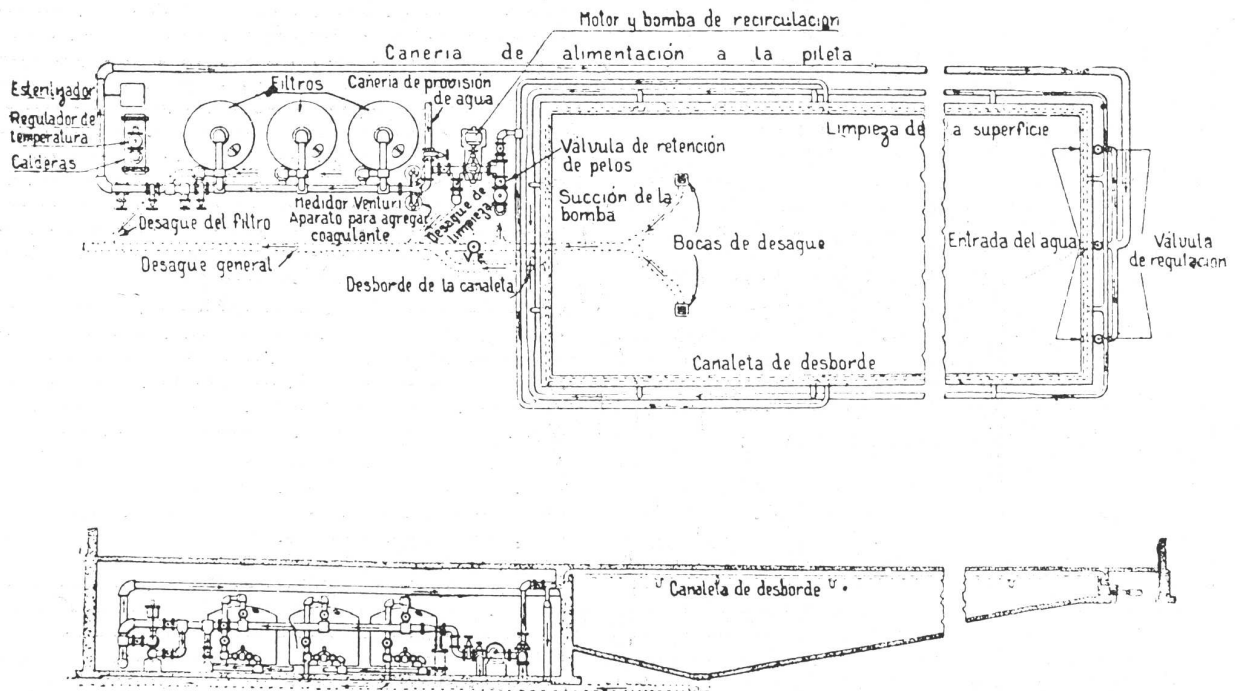 Motor y bomba de recirculacion
Cañeria de alimentación a la pileta
Esterilizador
Filtros
Cañeria de provisión
de agua
Regulador de
temperatura
Calderas
Limpieza de la superficie
Válvula de retención
de pelos
Succión de la
bomba
Medidor Venturi
Aparato para agregar
coagulante
Desague de
limpieza
Desague del filtro
Desague general
Desborde de la canaleta
Bocas de desague
Entrada del agua
Válvula
de regulacion
Canaleta de desborde
Canaleta de desborde